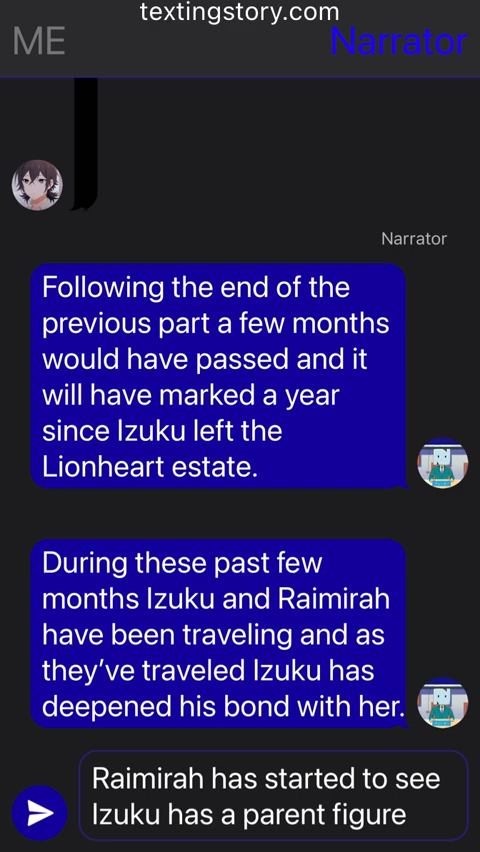 textingstory.com
ME
Narrator
Narrator
Following the end of the
previous part a few months
would have passed and it
will have marked a year
since Izuku left the
Lionheart estate.
During these past few
months Izuku and Raimirah
have been traveling and as
they've traveled Izuku has
deepened his bond with her.
Raimirah has started to see
Izuku has a parent figure